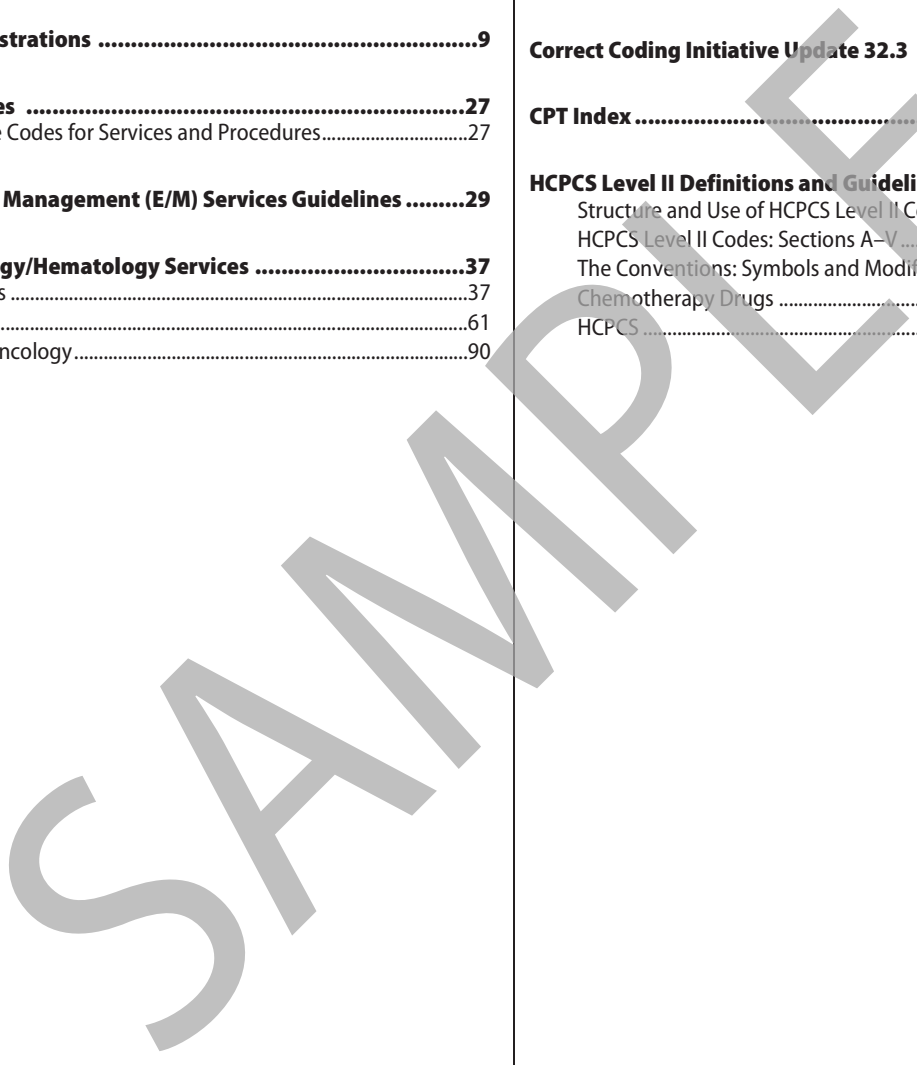 strations ........................................................9
es .................................................................27
e Codes for Services and Procedures............................27
Management (E/M) Services Guidelines .........29
gy/Hematology Services ...............................37
s ........................................................................................37
..........................................................................................61
ncology ............................................................................90
Correct Coding Initiative Update 32.3
CPT Index ..........................................
HCPCS Level II Definitions and Guideli
Structure and Use of HCPCS Level II C
HCPCS Level II Codes: Sections A–V ....
The Conventions: Symbols and Modif
Chemotherapy Drugs ..........................
HCPCS ..................................................
SAMPLE